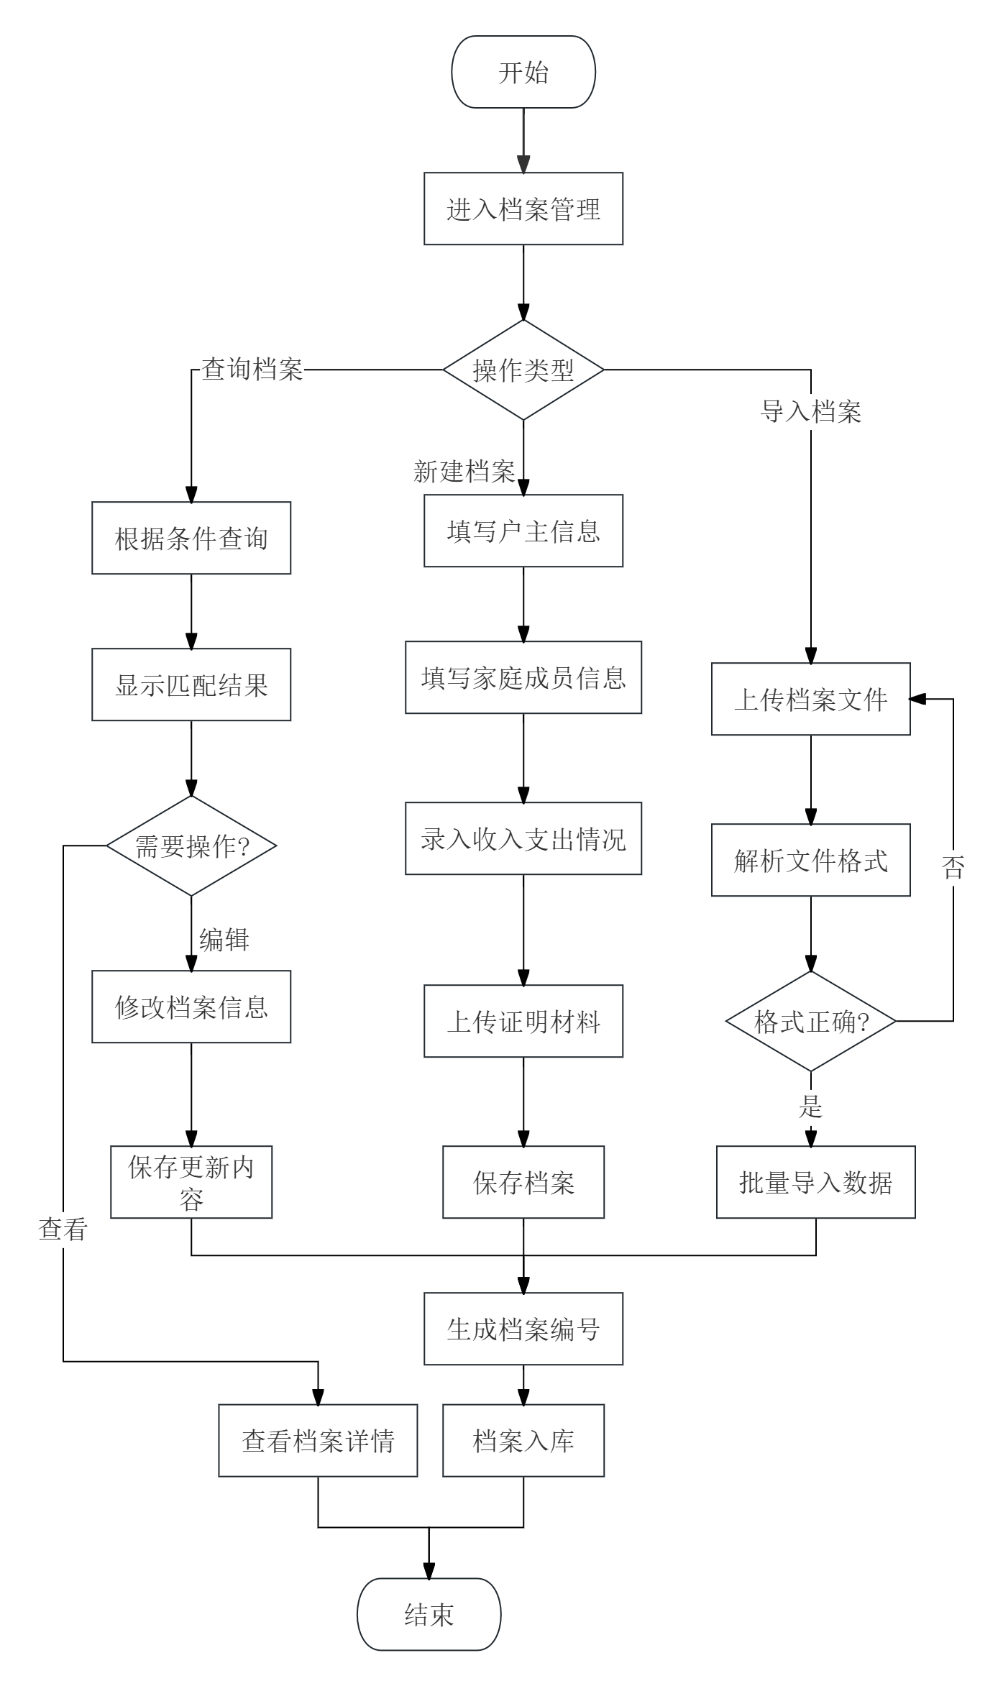 开始
进入档案管理
操作类型
查询档案
导入档案
新建档案
填写户主信息
根据条件查询
填写家庭成员信息
显示匹配结果
上传档案文件
录入收入支出情况
需要操作?
解析文件格式
否
编辑
修改档案信息
上传证明材料
格式正确?
是
保存更新内
容
保存档案
批量导入数据
查看
生成档案编号
查看档案详情
档案入库
结束